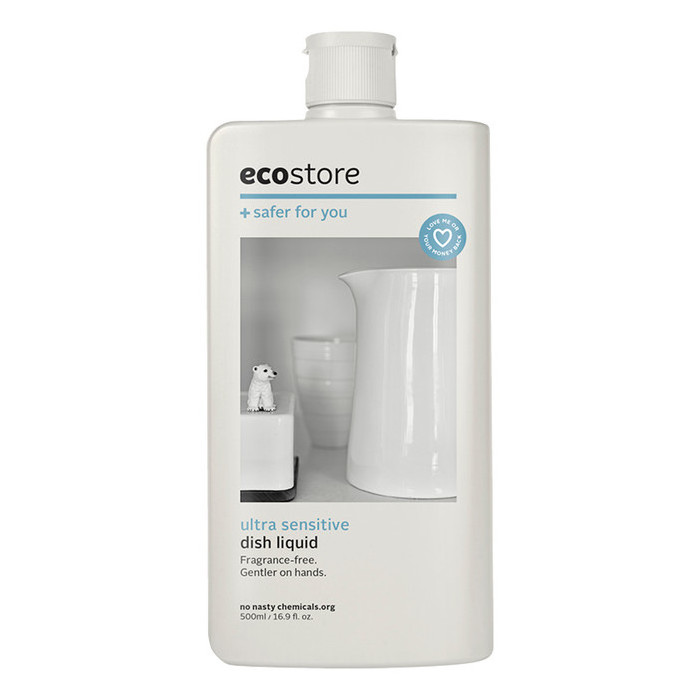 ecostore
+ safer for you
LOVE ME OR
YOUR MONEY BACK
ultra sensitive
dish liquid
Fragrance-free.
Gentler on hands.
no nasty chemicals.org
500ml / 16.9 fl. oz.